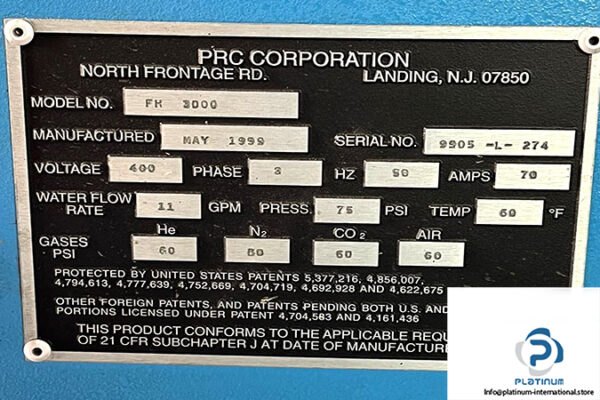 PRC CORPORATION
NORTH FRONTAGE RD. LANDING, N.J. 07850
MODEL NO. FH 3000
MANUFACTURED MAY 1999 SERIAL NO. 9905 -L- 274
VOLTAGE 400 PHASE 3 HZ 50 AMPS 70
WATER FLOW RATE 11 GPM PRESS. 75 PSI TEMP 60 °F
He N2 CO2 AIR
GASES PSI 60 60 60
PROTECTED BY UNITED STATES PATENTS 5,377,216, 4,856,007,
4,794,613, 4,777,639, 4,752,669, 4,704,719, 4,692,928 AND 4,622,675
OTHER FOREIGN PATENTS, AND PATENTS PENDING BOTH U.S. AND
PORTIONS LICENSED UNDER PATENT 4,704,583 AND 4,161,436
THIS PRODUCT CONFORMS TO THE APPLICABLE REQU
OF 21 CFR SUBCHAPTER J AT DATE OF MANUFACTURE
PLATINUM
Info@platinum-international.store